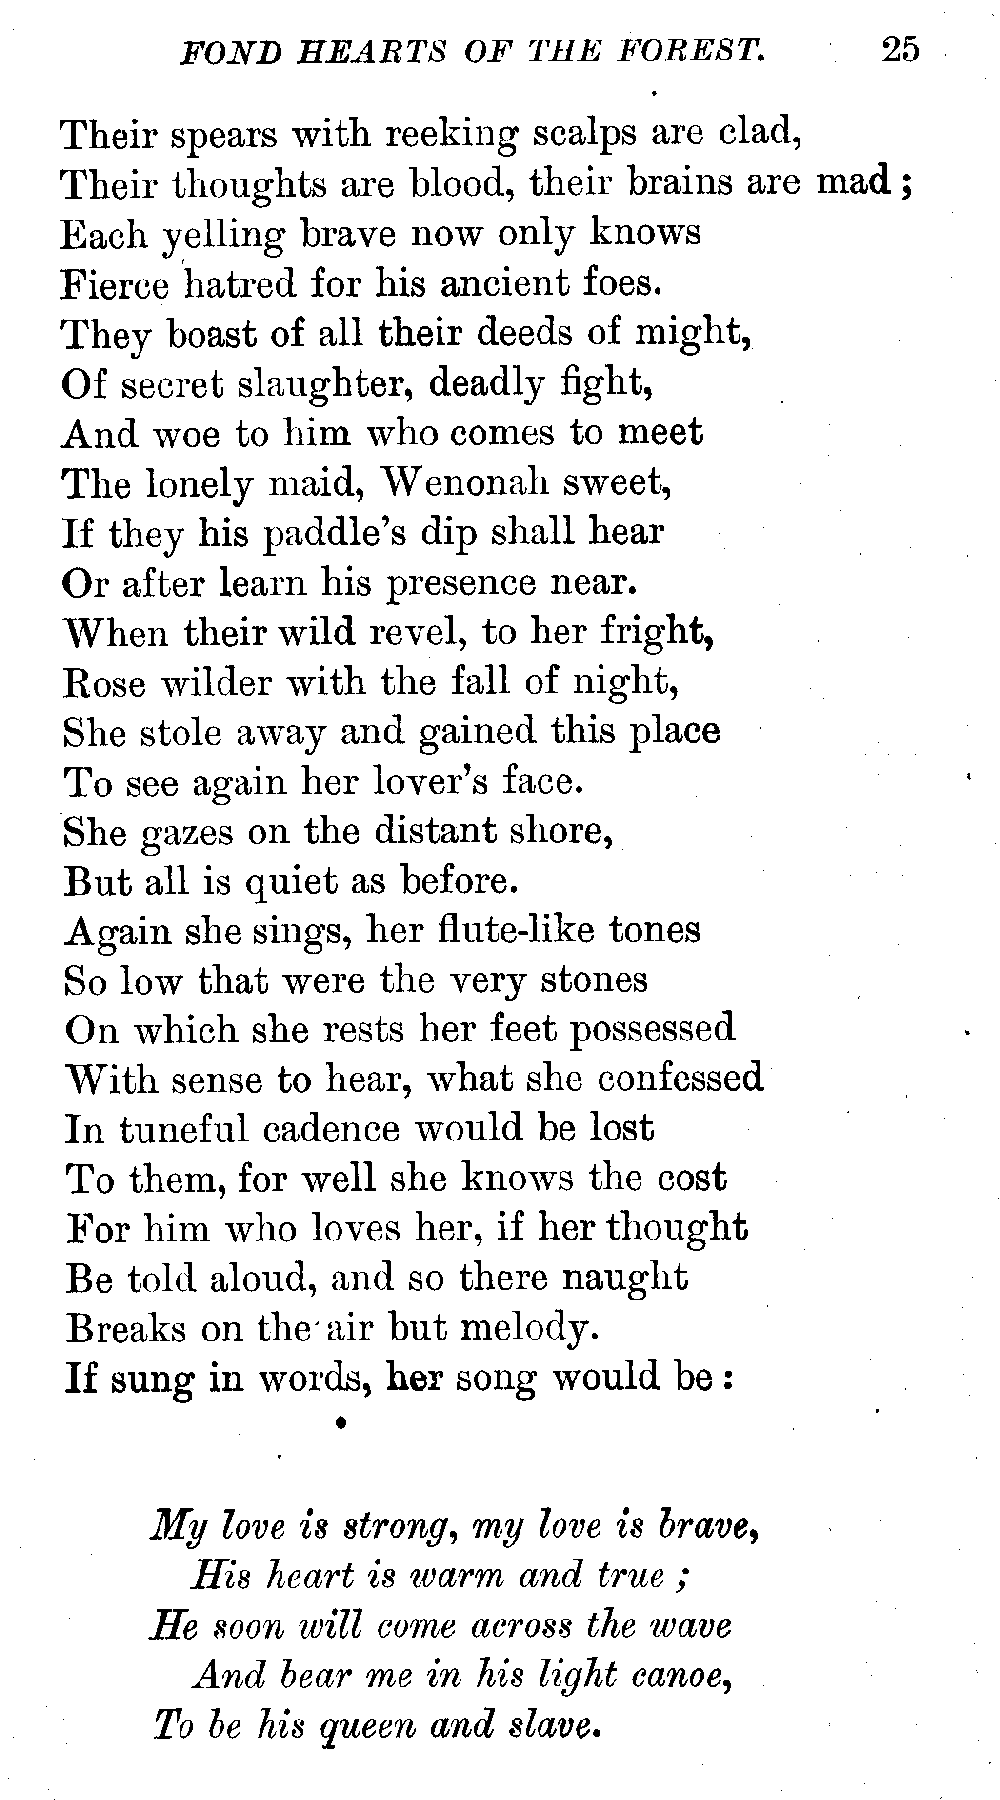 FOND HEARTS OF THE FOREST. 25
Their spears with reeking scalps are clad,
Their thoughts are blood, their brains are mad;
Each yelling brave now only knows
Fierce hatred for his ancient foes.
They boast of all their deeds of might,
Of secret slaughter, deadly fight,
And woe to him who comes to meet
The lonely maid, Wenonah sweet,
If they his paddle's dip shall hear
Or after learn his presence near.
When their wild revel, to her fright,
Rose wilder with the fall of night,
She stole away and gained this place
To see again her lover's face.
She gazes on the distant shore,
But all is quiet as before.
Again she sings, her flute-like tones
So low that were the very stones
On which she rests her feet possessed
With sense to hear, what she confessed
In tuneful cadence would be lost
To them, for well she knows the cost
For him who loves her, if her thought
Be told aloud, and so there naught
Breaks on the air but melody.
If sung in words, her song would be:
My love is strong, my love is brave,
His heart is warm and true;
He soon will come across the wave
And bear me in his light canoe,
To be his queen and slave.